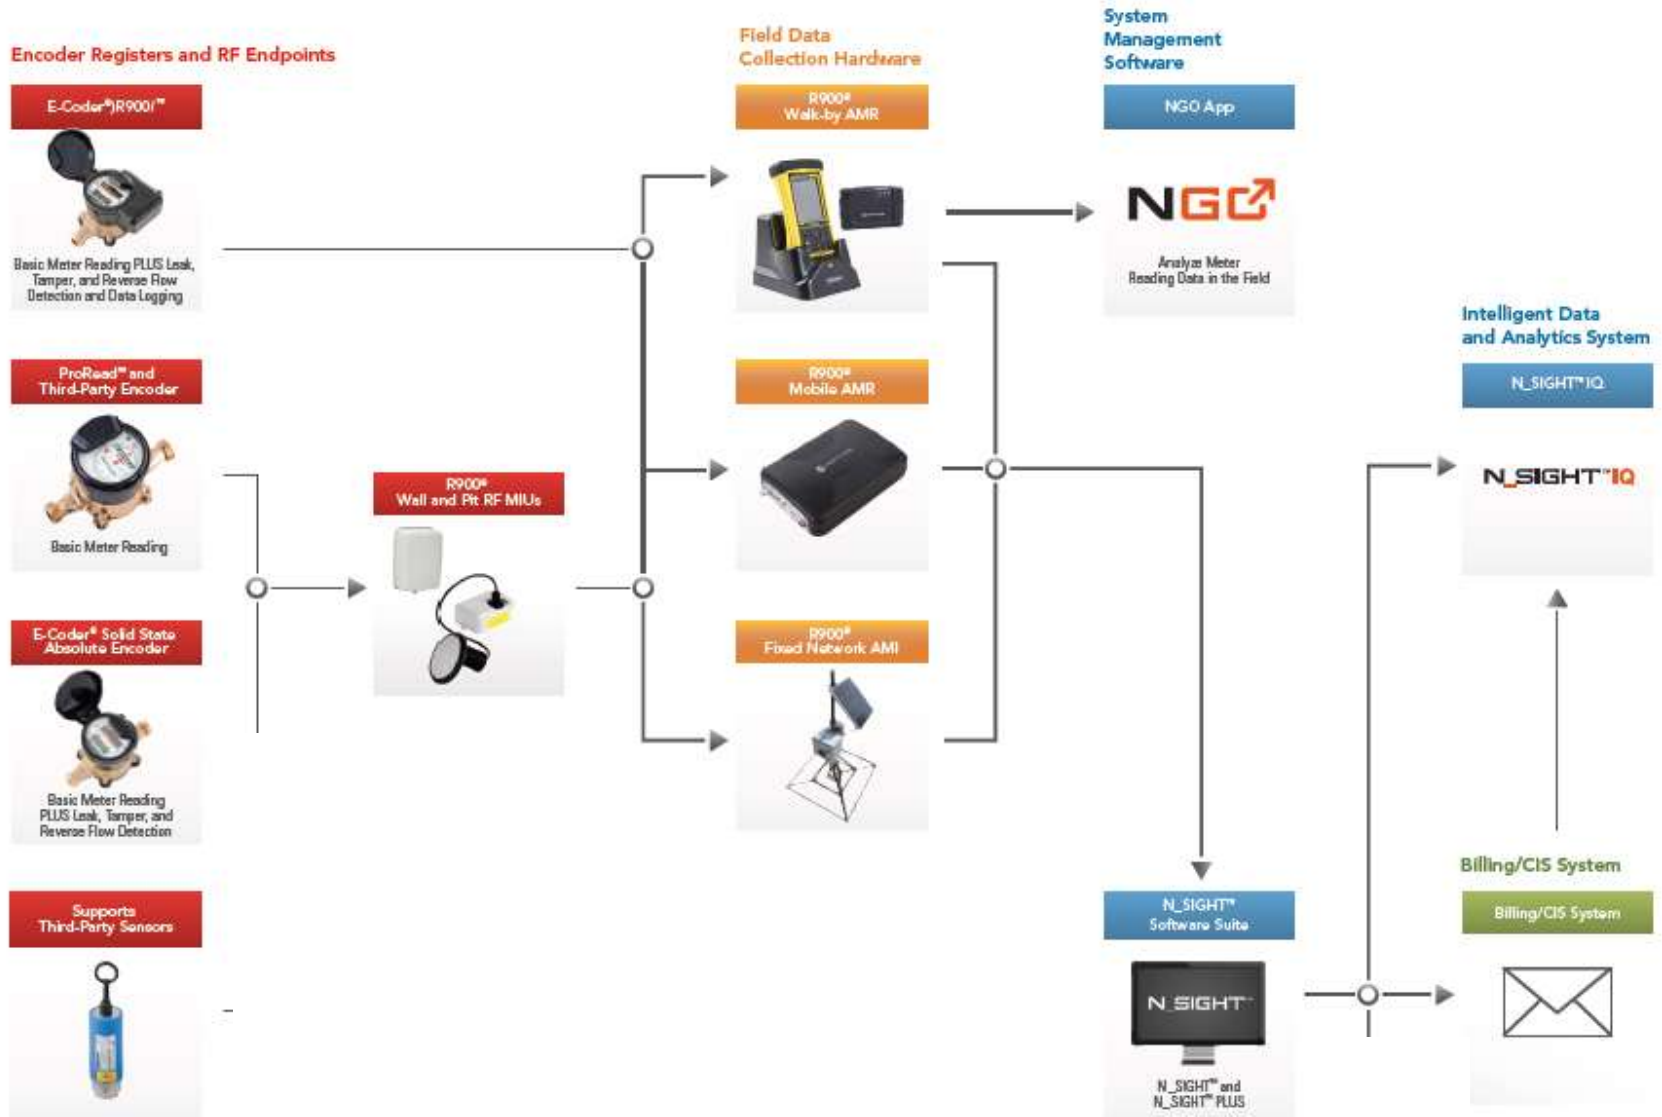 Encoder Registers and RF Endpoints
E-Coder®)R900i™
Basic Meter Reading PLUS Leak,
Tamper, and Reverse Flow
Detection and Data Logging
ProRead™ and
Third-Party Encoder
Basic Meter Reading
E-Coder® Solid State
Absolute Encoder
Basic Meter Reading
PLUS Leak, Tamper, and
Reverse Flow Detection
Supports
Third-Party Sensors
R900®
Wall and Pit RF MIUs
Field Data
Collection Hardware
R900®
Walk-by AMR
R900®
Mobile AMR
R900®
Fixed Network AMI
System
Management
Software
NGO App
NGO
Analyze Meter
Reading Data in the Field
N_SIGHT™
Software Suite
N_SIGHT™
N_SIGHT™ and
N_SIGHT™ PLUS
Intelligent Data
and Analytics System
N_SIGHT™ IQ
N_SIGHT™IQ
Billing/CIS System
Billing/CIS System